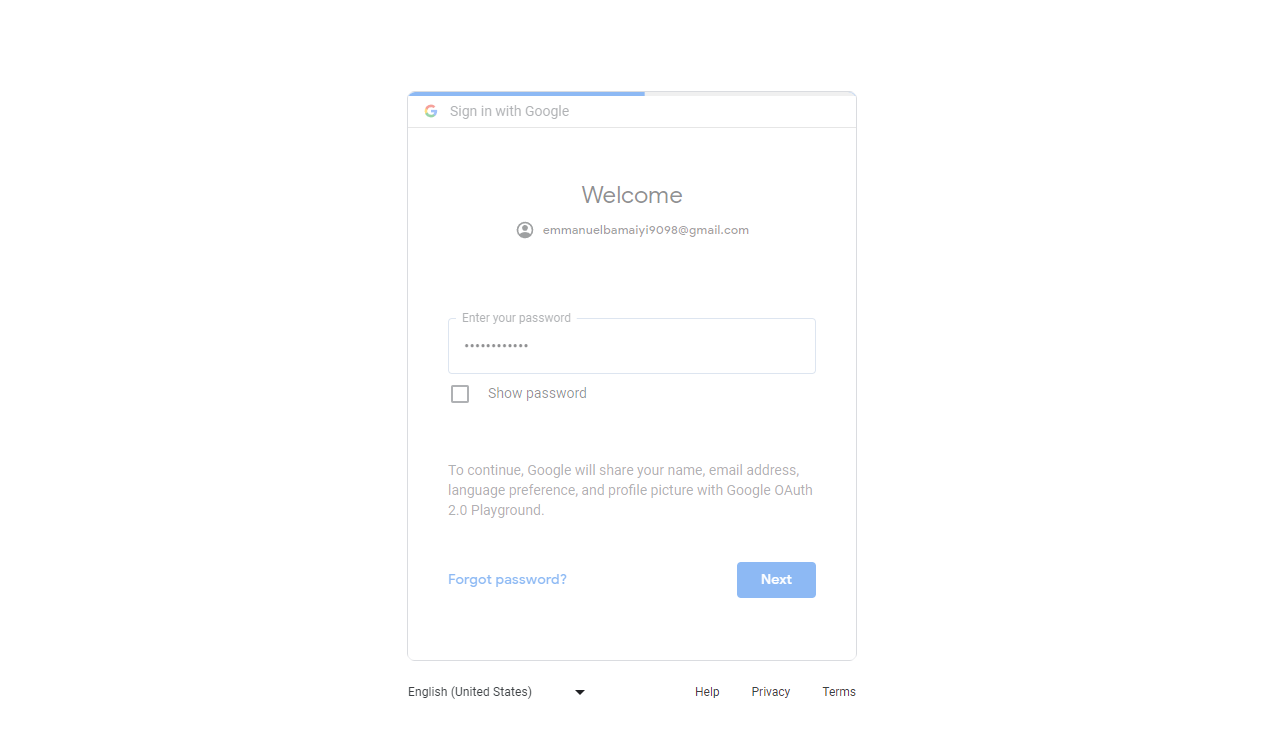 Sign in with Google
Welcome
emmanuelbamaiyi9098@gmail.com
Enter your password
••••••••••••
Show password
To continue, Google will share your name, email address,
language preference, and profile picture with Google OAuth
2.0 Playground.
Forgot password?
Next
English (United States)
Help
Privacy
Terms